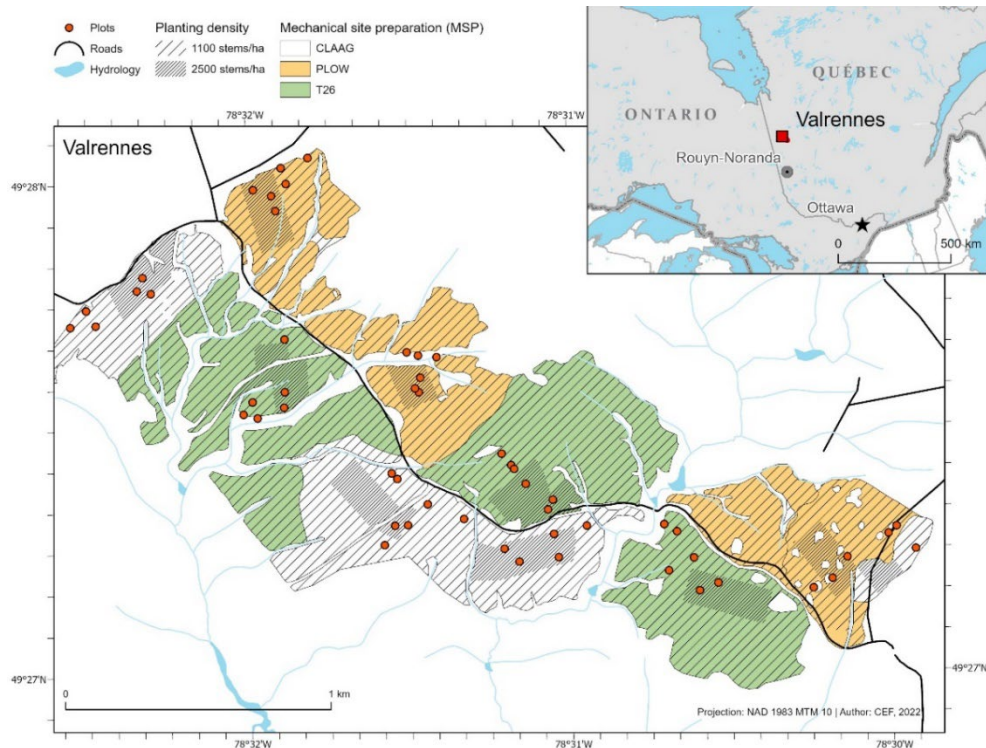 Plots
Roads
Hydrology
Planting density
1100 stems/ha
2500 stems/ha
Mechanical site preparation (MSP)
CLAAG
PLOW
T26
QUÉBEC
ONTARIO
Valrennes
Rouyn-Noranda
Ottawa
0 500 km
78°32'W 78°31'W
Valrennes
49°28'N
49°27'N 49°27'N
0 1 km
Projection: NAD 1983 MTM 10 | Author: CEF, 2022
78°32'W 78°31'W 78°30'W